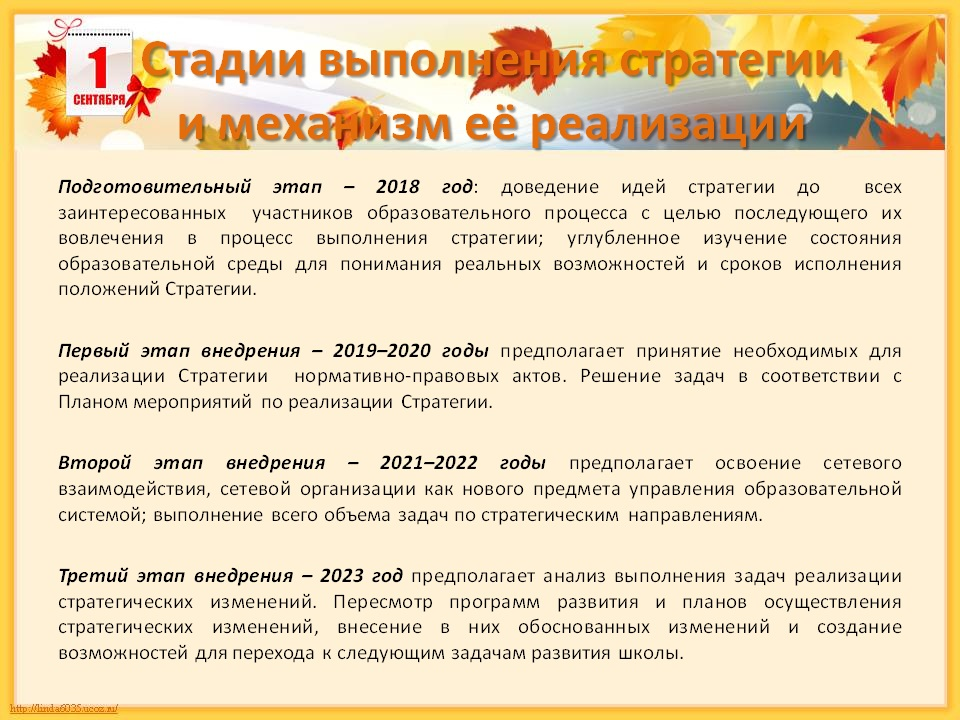 1
СЕНТЯБРЯ
Стадии выполнения стратегии
и механизм её реализации
Подготовительный этап – 2018 год: доведение идей стратегии до всех
заинтересованных участников образовательного процесса с целью последующего их
вовлечения в процесс выполнения стратегии; углубленное изучение состояния
образовательной среды для понимания реальных возможностей и сроков исполнения
положений Стратегии.
Первый этап внедрения – 2019–2020 годы предполагает принятие необходимых для
реализации Стратегии нормативно-правовых актов. Решение задач в соответствии с
Планом мероприятий по реализации Стратегии.
Второй этап внедрения – 2021–2022 годы предполагает освоение сетевого
взаимодействия, сетевой организации как нового предмета управления образовательной
системой; выполнение всего объема задач по стратегическим направлениям.
Третий этап внедрения – 2023 год предполагает анализ выполнения задач реализации
стратегических изменений. Пересмотр программ развития и планов осуществления
стратегических изменений, внесение в них обоснованных изменений и создание
возможностей для перехода к следующим задачам развития школы.
http://linda6035.ucoz.ru/